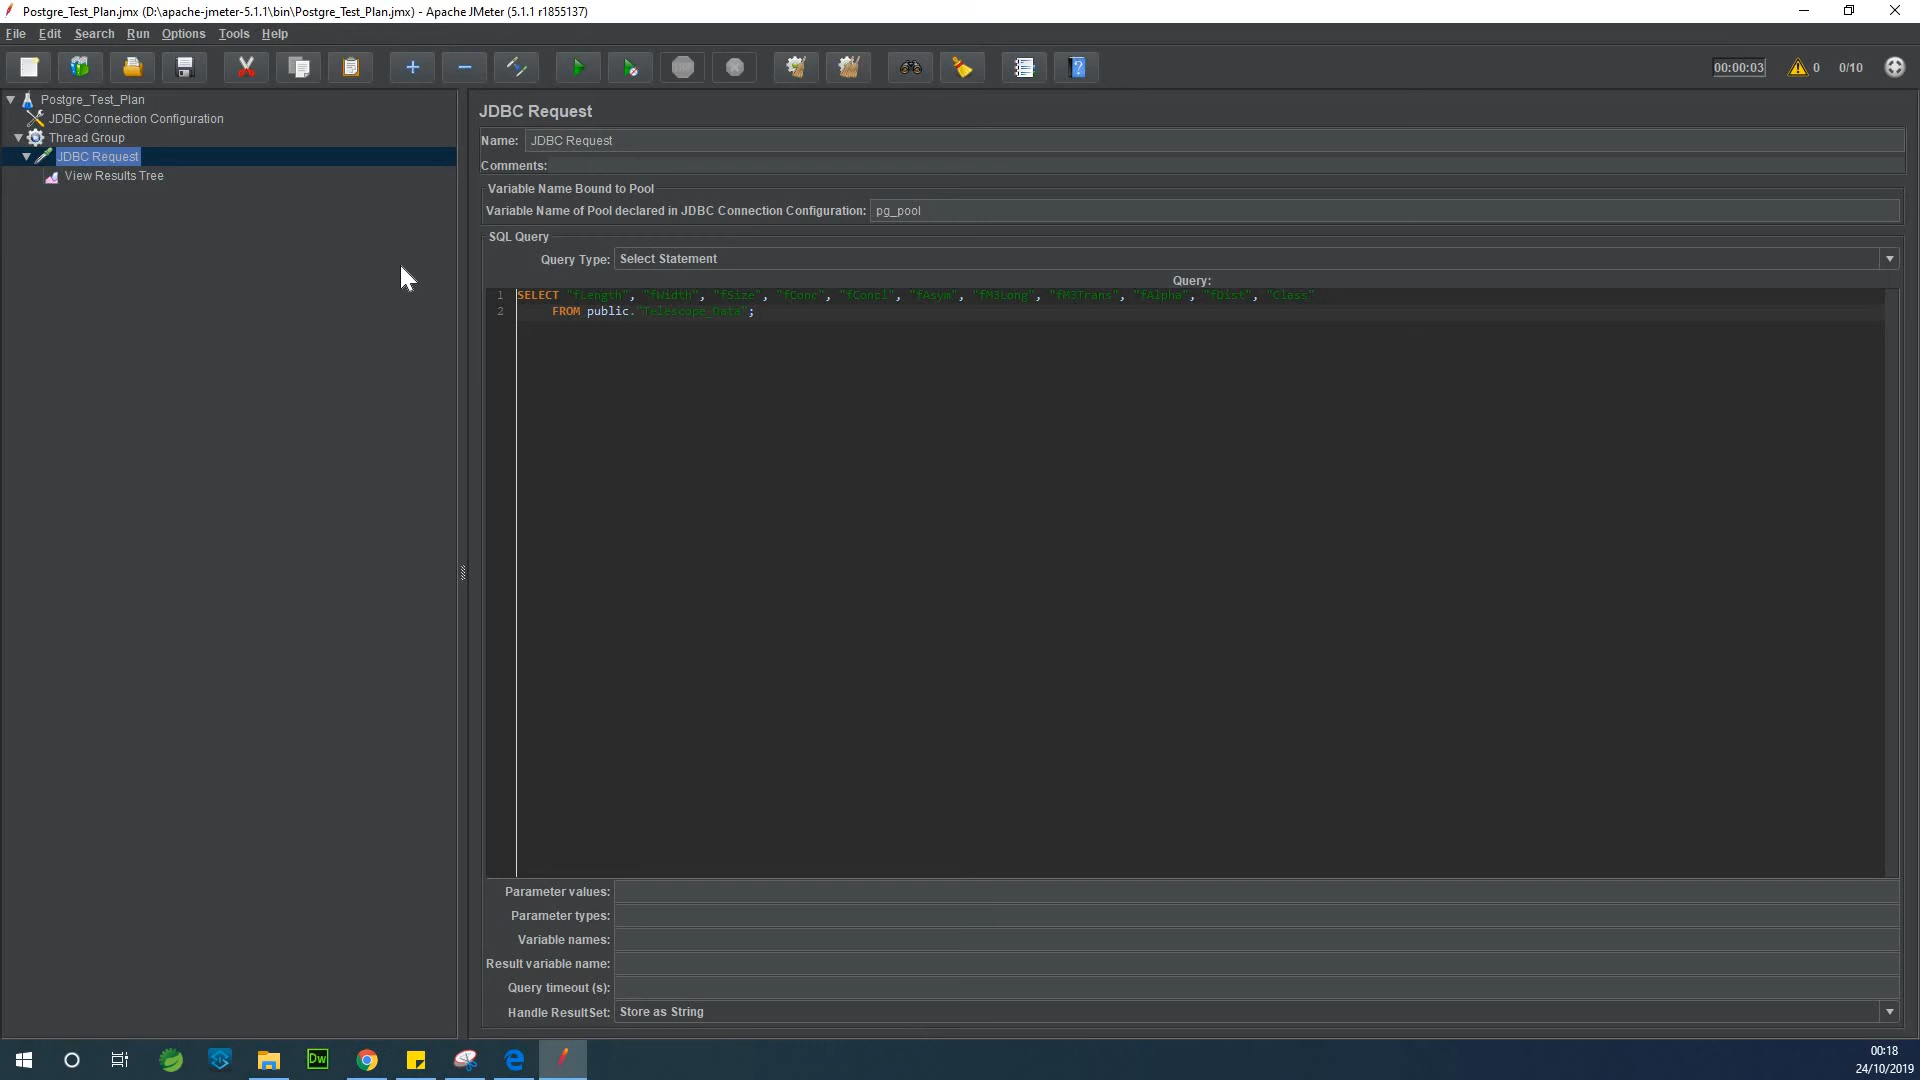 Postgre_Test_Plan.jmx (D:\apache-jmeter-5.1.1\bin\Postgre_Test_Plan.jmx) - Apache JMeter (5.1.1 r1855137)
File Edit Search Run Options Tools Help
00:00:03 0 0/10
Postgre_Test_Plan
JDBC Connection Configuration
Thread Group
JDBC Request
View Results Tree
JDBC Request
Name: JDBC Request
Comments:
Variable Name Bound to Pool
Variable Name of Pool declared in JDBC Connection Configuration: pg_pool
SQL Query
Query Type: Select Statement
Query:
1 SELECT "fLength", "fWidth", "fSize", "fConc", "fConcl", "fAsym", "fM3Long", "fM3Trans", "fAlpha", "fDist", "Class"
2 FROM public."Telescope_Data";
Parameter values:
Parameter types:
Variable names:
Result variable name:
Query timeout (s):
Handle ResultSet: Store as String
Dw
00:18
24/10/2019